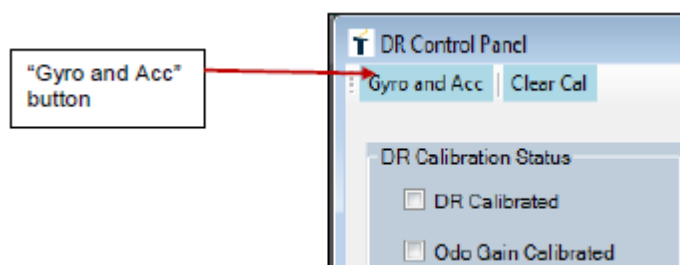 "Gyro and Acc"
button
DR Control Panel
Gyro and Acc Clear Cal
DR Calibration Status
DR Calibrated
Odo Gain Calibrated